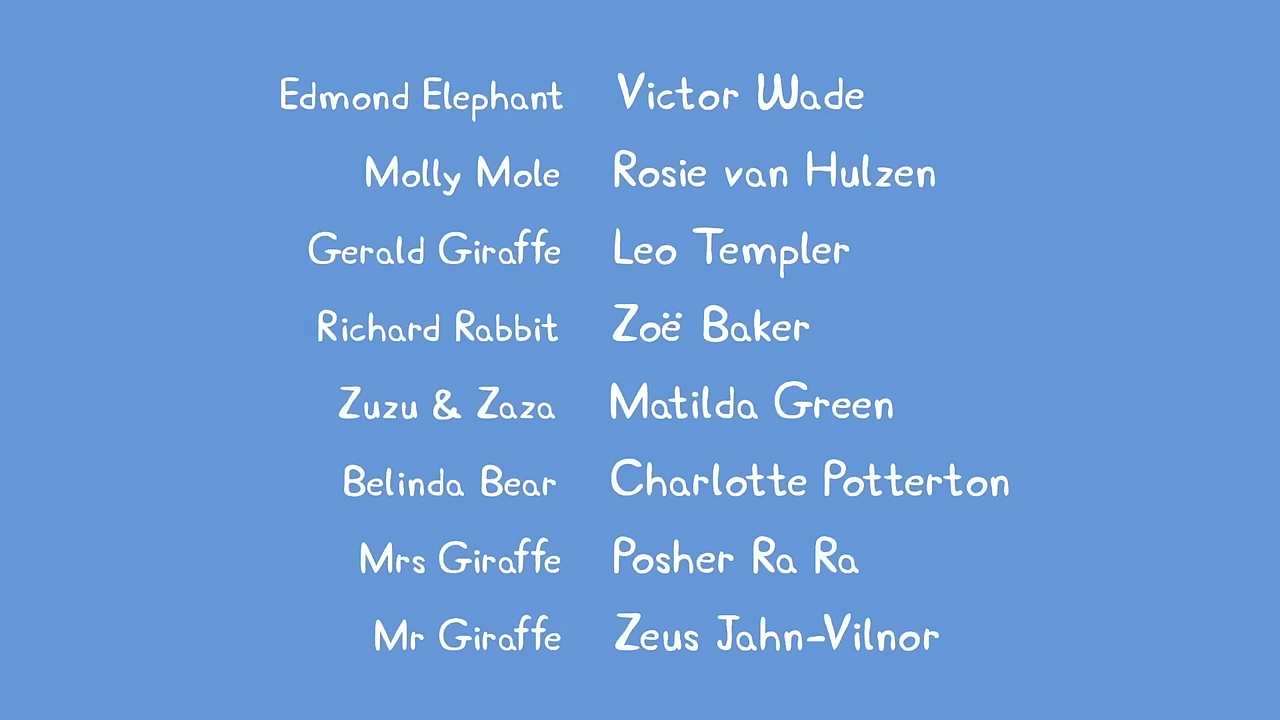 Edmond Elephant Victor Wade
Molly Mole Rosie van Hulzen
Gerald Giraffe Leo Templer
Richard Rabbit Zoë Baker
Zuzu & Zaza Matilda Green
Belinda Bear Charlotte Potterton
Mrs Giraffe Posher Ra Ra
Mr Giraffe Zeus Jahn-Vilnor